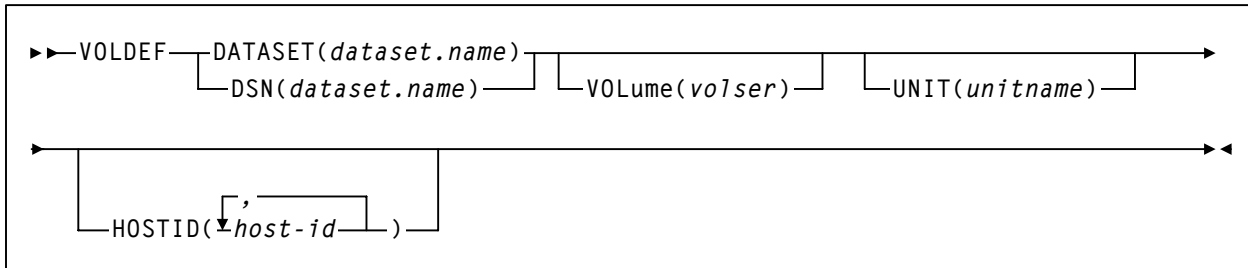 VOLDEF DATASET(dataset.name)
DSN(dataset.name) VOLume(volser) UNIT(unitname)
,
HOSTID( host-id )